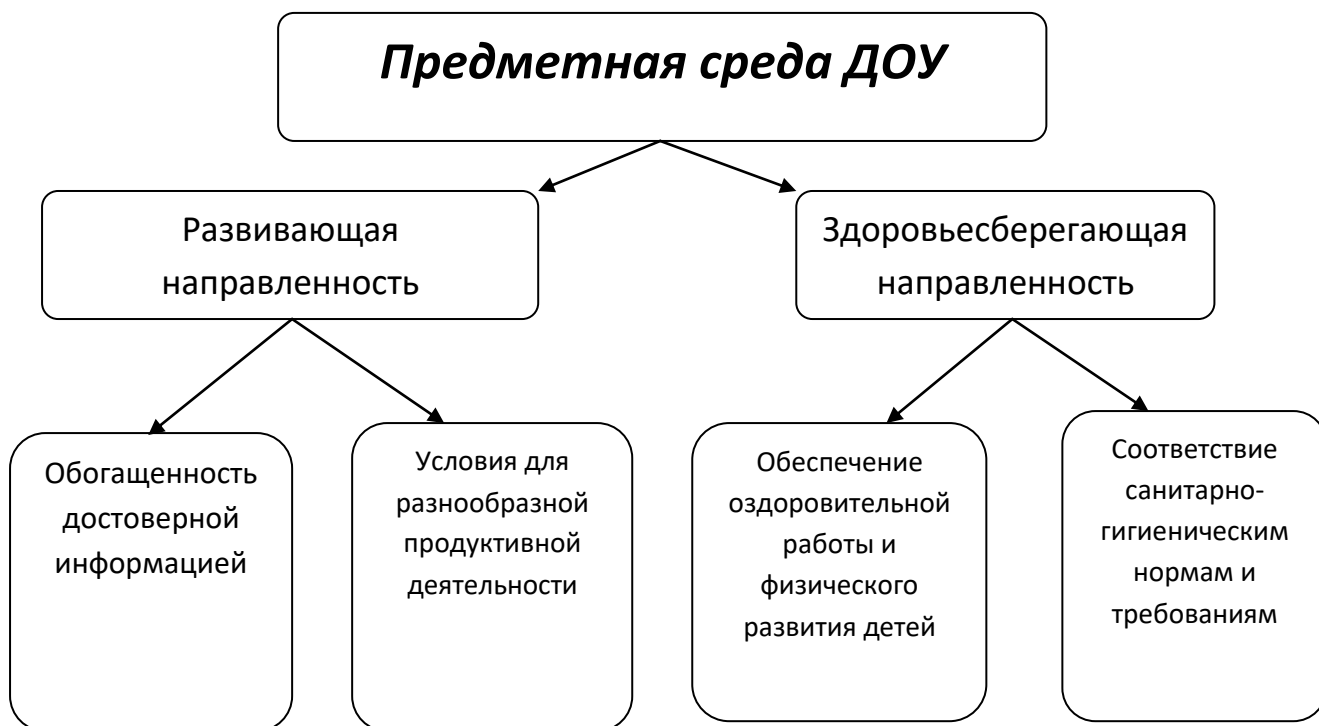 Предметная среда ДОУ
Развивающая
направленность
Здоровьесберегающая
направленность
Обогащенность
достоверной
информацией
Условия для
разнообразной
продуктивной
деятельности
Обеспечение
оздоровительной
работы и
физического
развития детей
Соответствие
санитарно-
гигиеническим
нормам и
требованиям